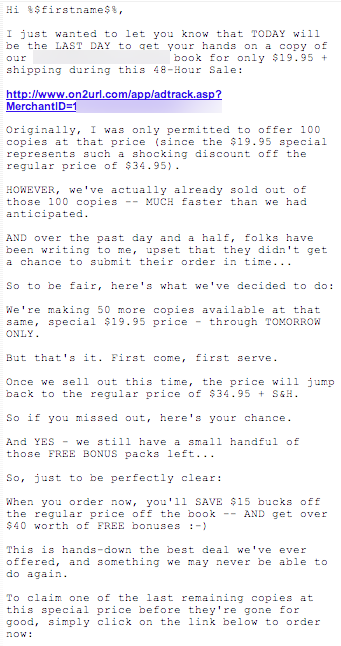 Hi %$firstname$%,
I just wanted to let you know that TODAY will
be the LAST DAY to get your hands on a copy of
our book for only $19.95 +
shipping during this 48-Hour Sale:
http://www.on2url.com/app/adtrack.asp?
MerchantID=1
Originally, I was only permitted to offer 100
copies at that price (since the $19.95 special
represents such a shocking discount off the
regular price of $34.95).
HOWEVER, we've actually already sold out of
those 100 copies -- MUCH faster than we had
anticipated.
AND over the past day and a half, folks have
been writing to me, upset that they didn't get
a chance to submit their order in time...
So to be fair, here's what we've decided to do:
We're making 50 more copies available at that
same, special $19.95 price - through TOMORROW
ONLY.
But that's it. First come, first serve.
Once we sell out this time, the price will jump
back to the regular price of $34.95 + S&H.
So if you missed out, here's your chance.
And YES - we still have a small handful of
those FREE BONUS packs left...
So, just to be perfectly clear:
When you order now, you'll SAVE $15 bucks off
the regular price off the book -- AND get over
$40 worth of FREE bonuses :-)
This is hands-down the best deal we've ever
offered, and something we may never be able to
do again.
To claim one of the last remaining copies at
this special price before they're gone for
good, simply click on the link below to order
now: